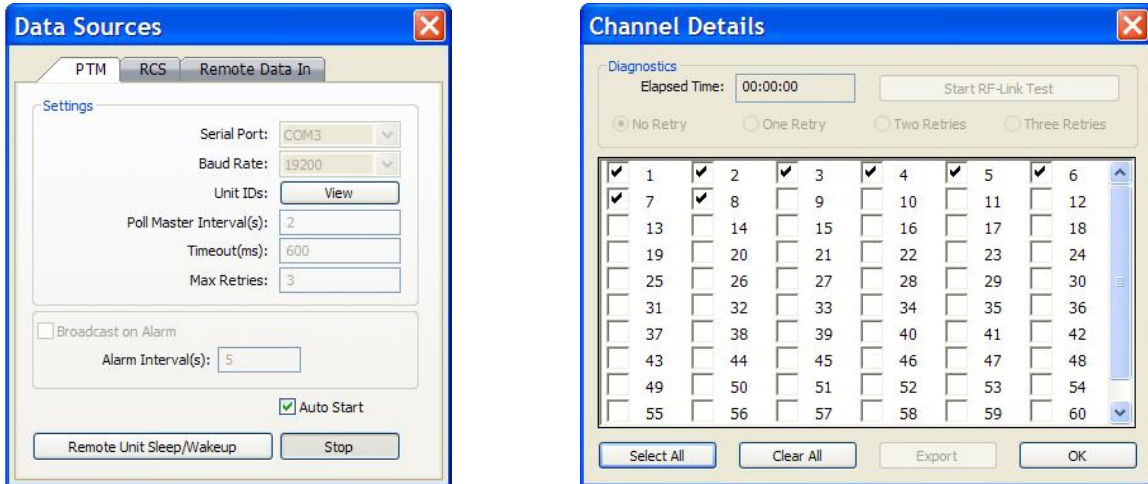 Data Sources
PTM RCS Remote Data In
Settings
Serial Port: COM3
Baud Rate: 19200
Unit IDs: View
Poll Master Interval(s): 2
Timeout(ms): 600
Max Retries: 3
Broadcast on Alarm
Alarm Interval(s): 5
Auto Start
Remote Unit Sleep/Wakeup Stop
Channel Details
Diagnostics
Elapsed Time: 00:00:00 Start RF-Link Test
No Retry One Retry Two Retries Three Retries
1 2 3 4 5 6
7 8 9 10 11 12
13 14 15 16 17 18
19 20 21 22 23 24
25 26 27 28 29 30
31 32 33 34 35 36
37 38 39 40 41 42
43 44 45 46 47 48
49 50 51 52 53 54
55 56 57 58 59 60
Select All Clear All Export OK